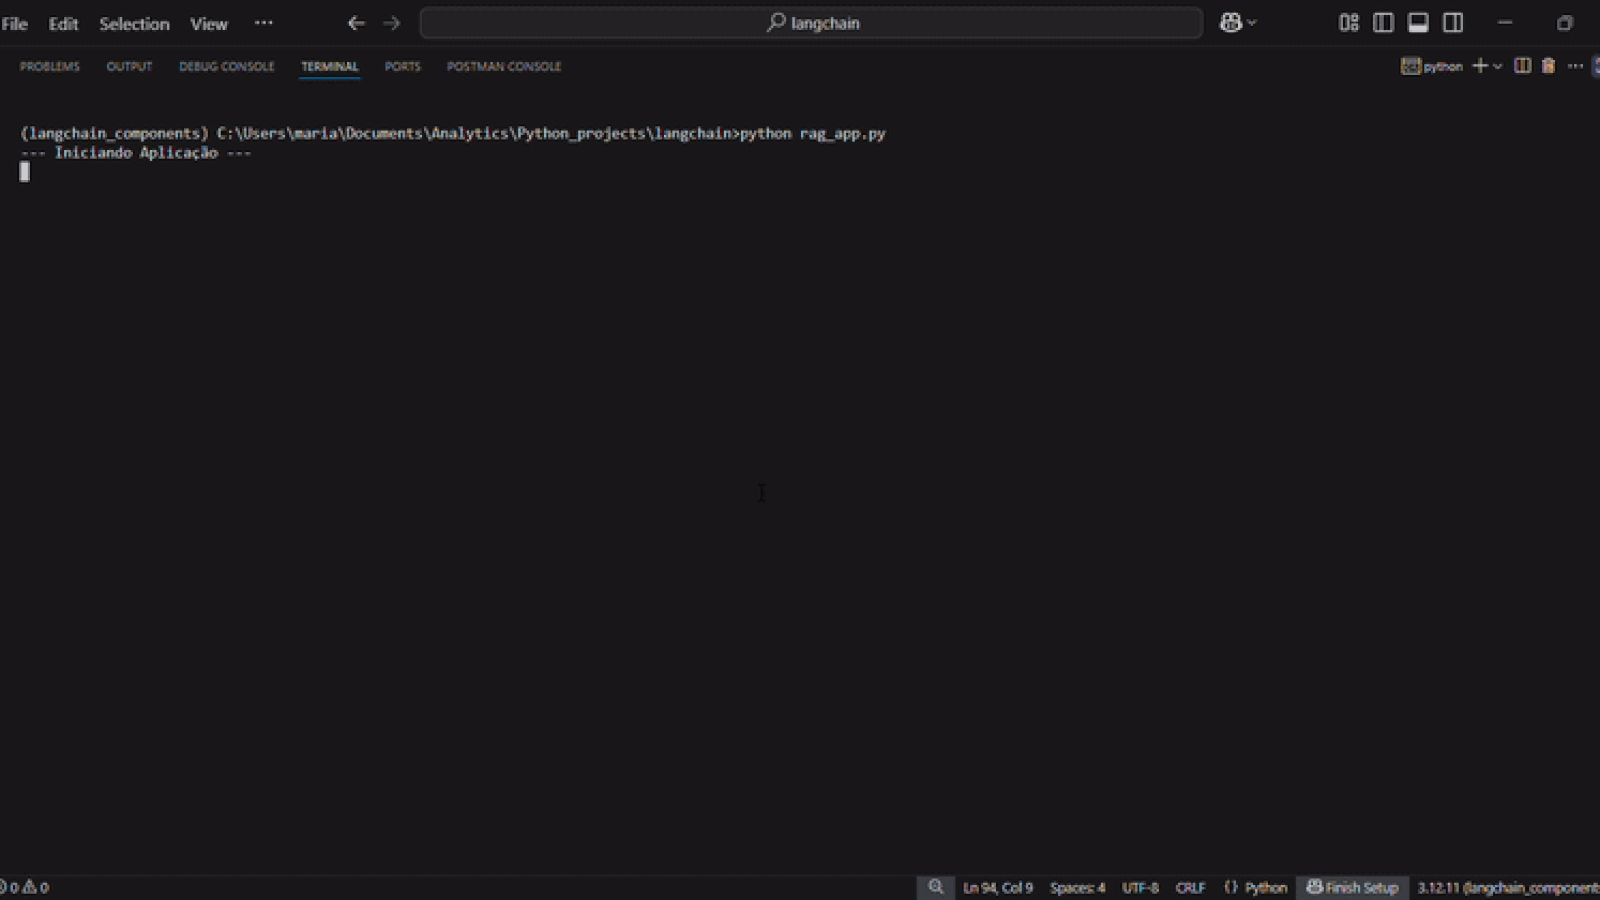 File Edit Selection View ··· langchain
PROBLEMS OUTPUT DEBUG CONSOLE TERMINAL PORTS POSTMAN CONSOLE python
(langchain_components) C:\Users\maria\Documents\Analytics\Python_projects\langchain>python rag_app.py
--- Iniciando Aplicação ---
0 0 Ln 94, Col 9 Spaces: 4 UTF-8 CRLF {} Python Finish Setup 3.12.11 (langchain_component